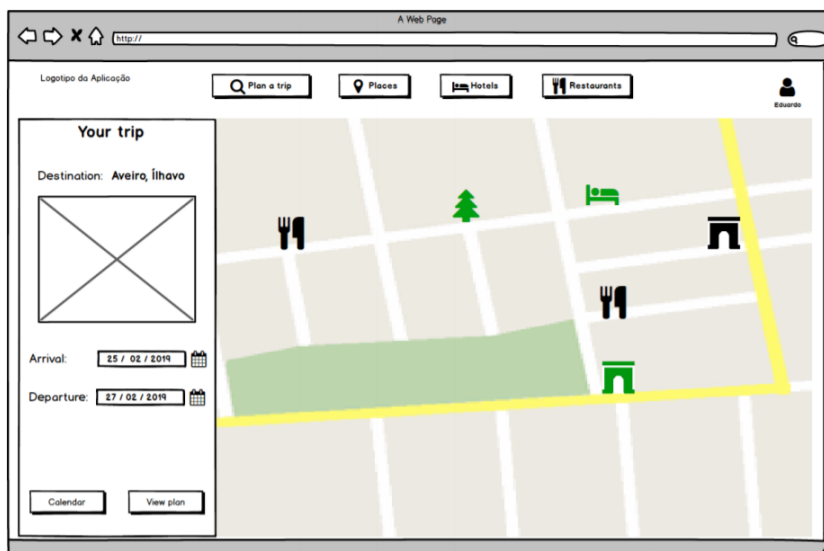 A Web Page
http://
Logotipo da Aplicação
Plan a trip
Places
Hotels
Restaurants
Eduardo
Your trip
Destination: Aveiro, Ílhavo
Arrival: 25 / 02 / 2019
Departure: 27 / 02 / 2019
Calendar
View plan